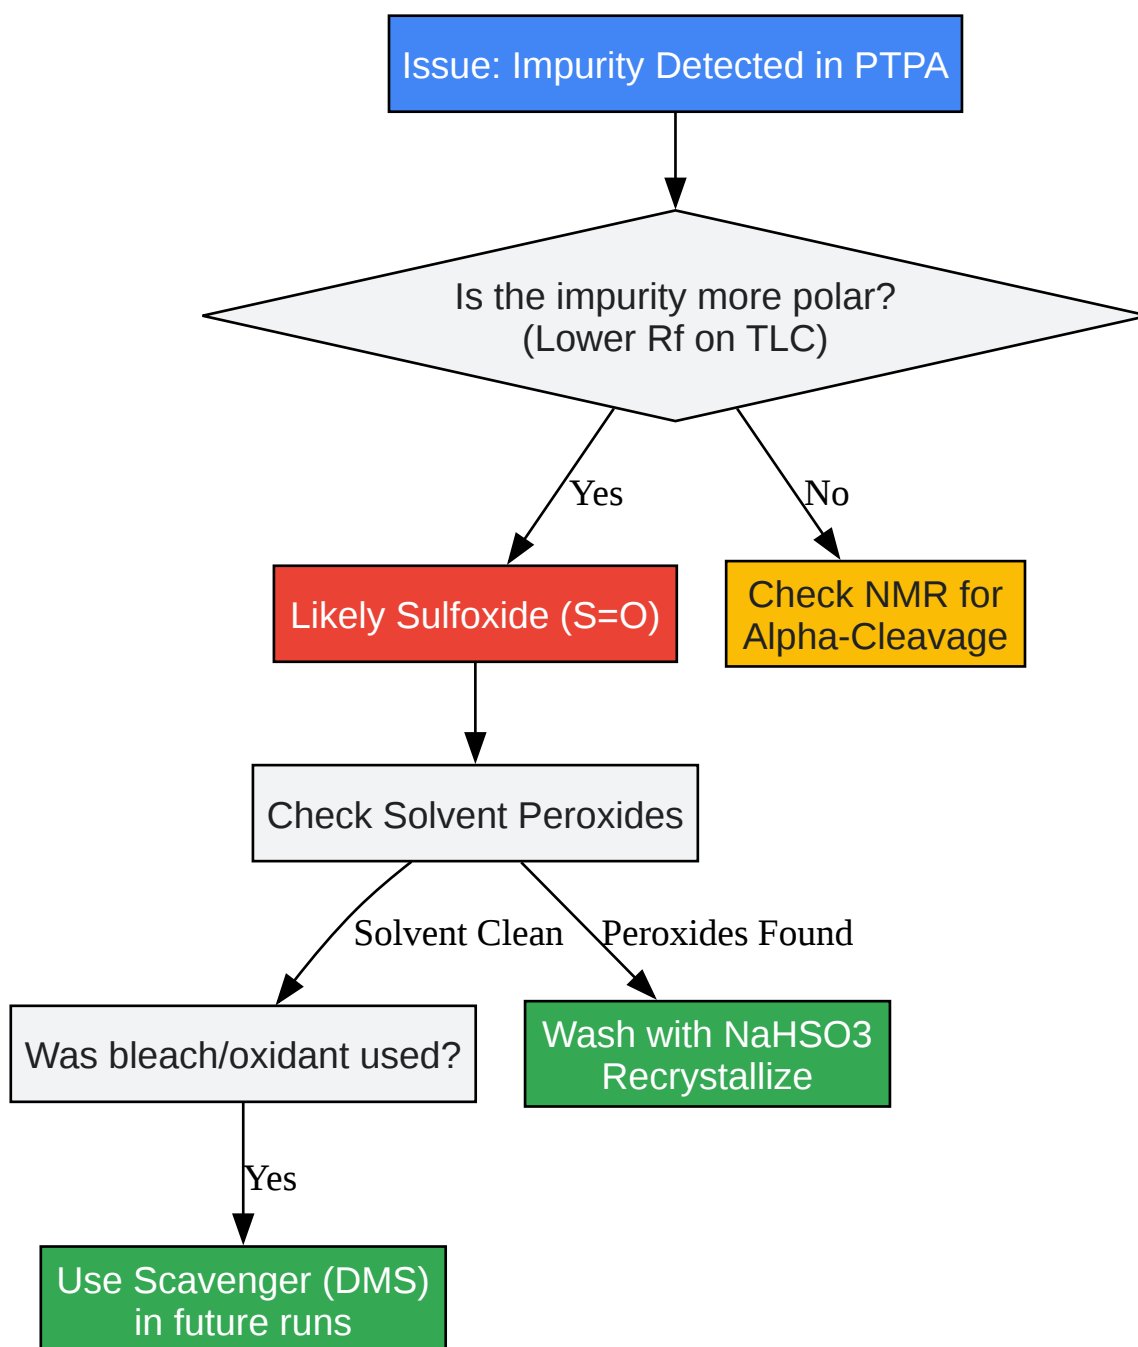 Issue: Impurity Detected in PTPA
Is the impurity more polar?
(Lower Rf on TLC)
Yes
No
Likely Sulfoxide (S=O)
Check NMR for
Alpha-Cleavage
Check Solvent Peroxides
Solvent Clean
Peroxides Found
Was bleach/oxidant used?
Wash with NaHSO3
Recrystallize
Yes
Use Scavenger (DMS)
in future runs